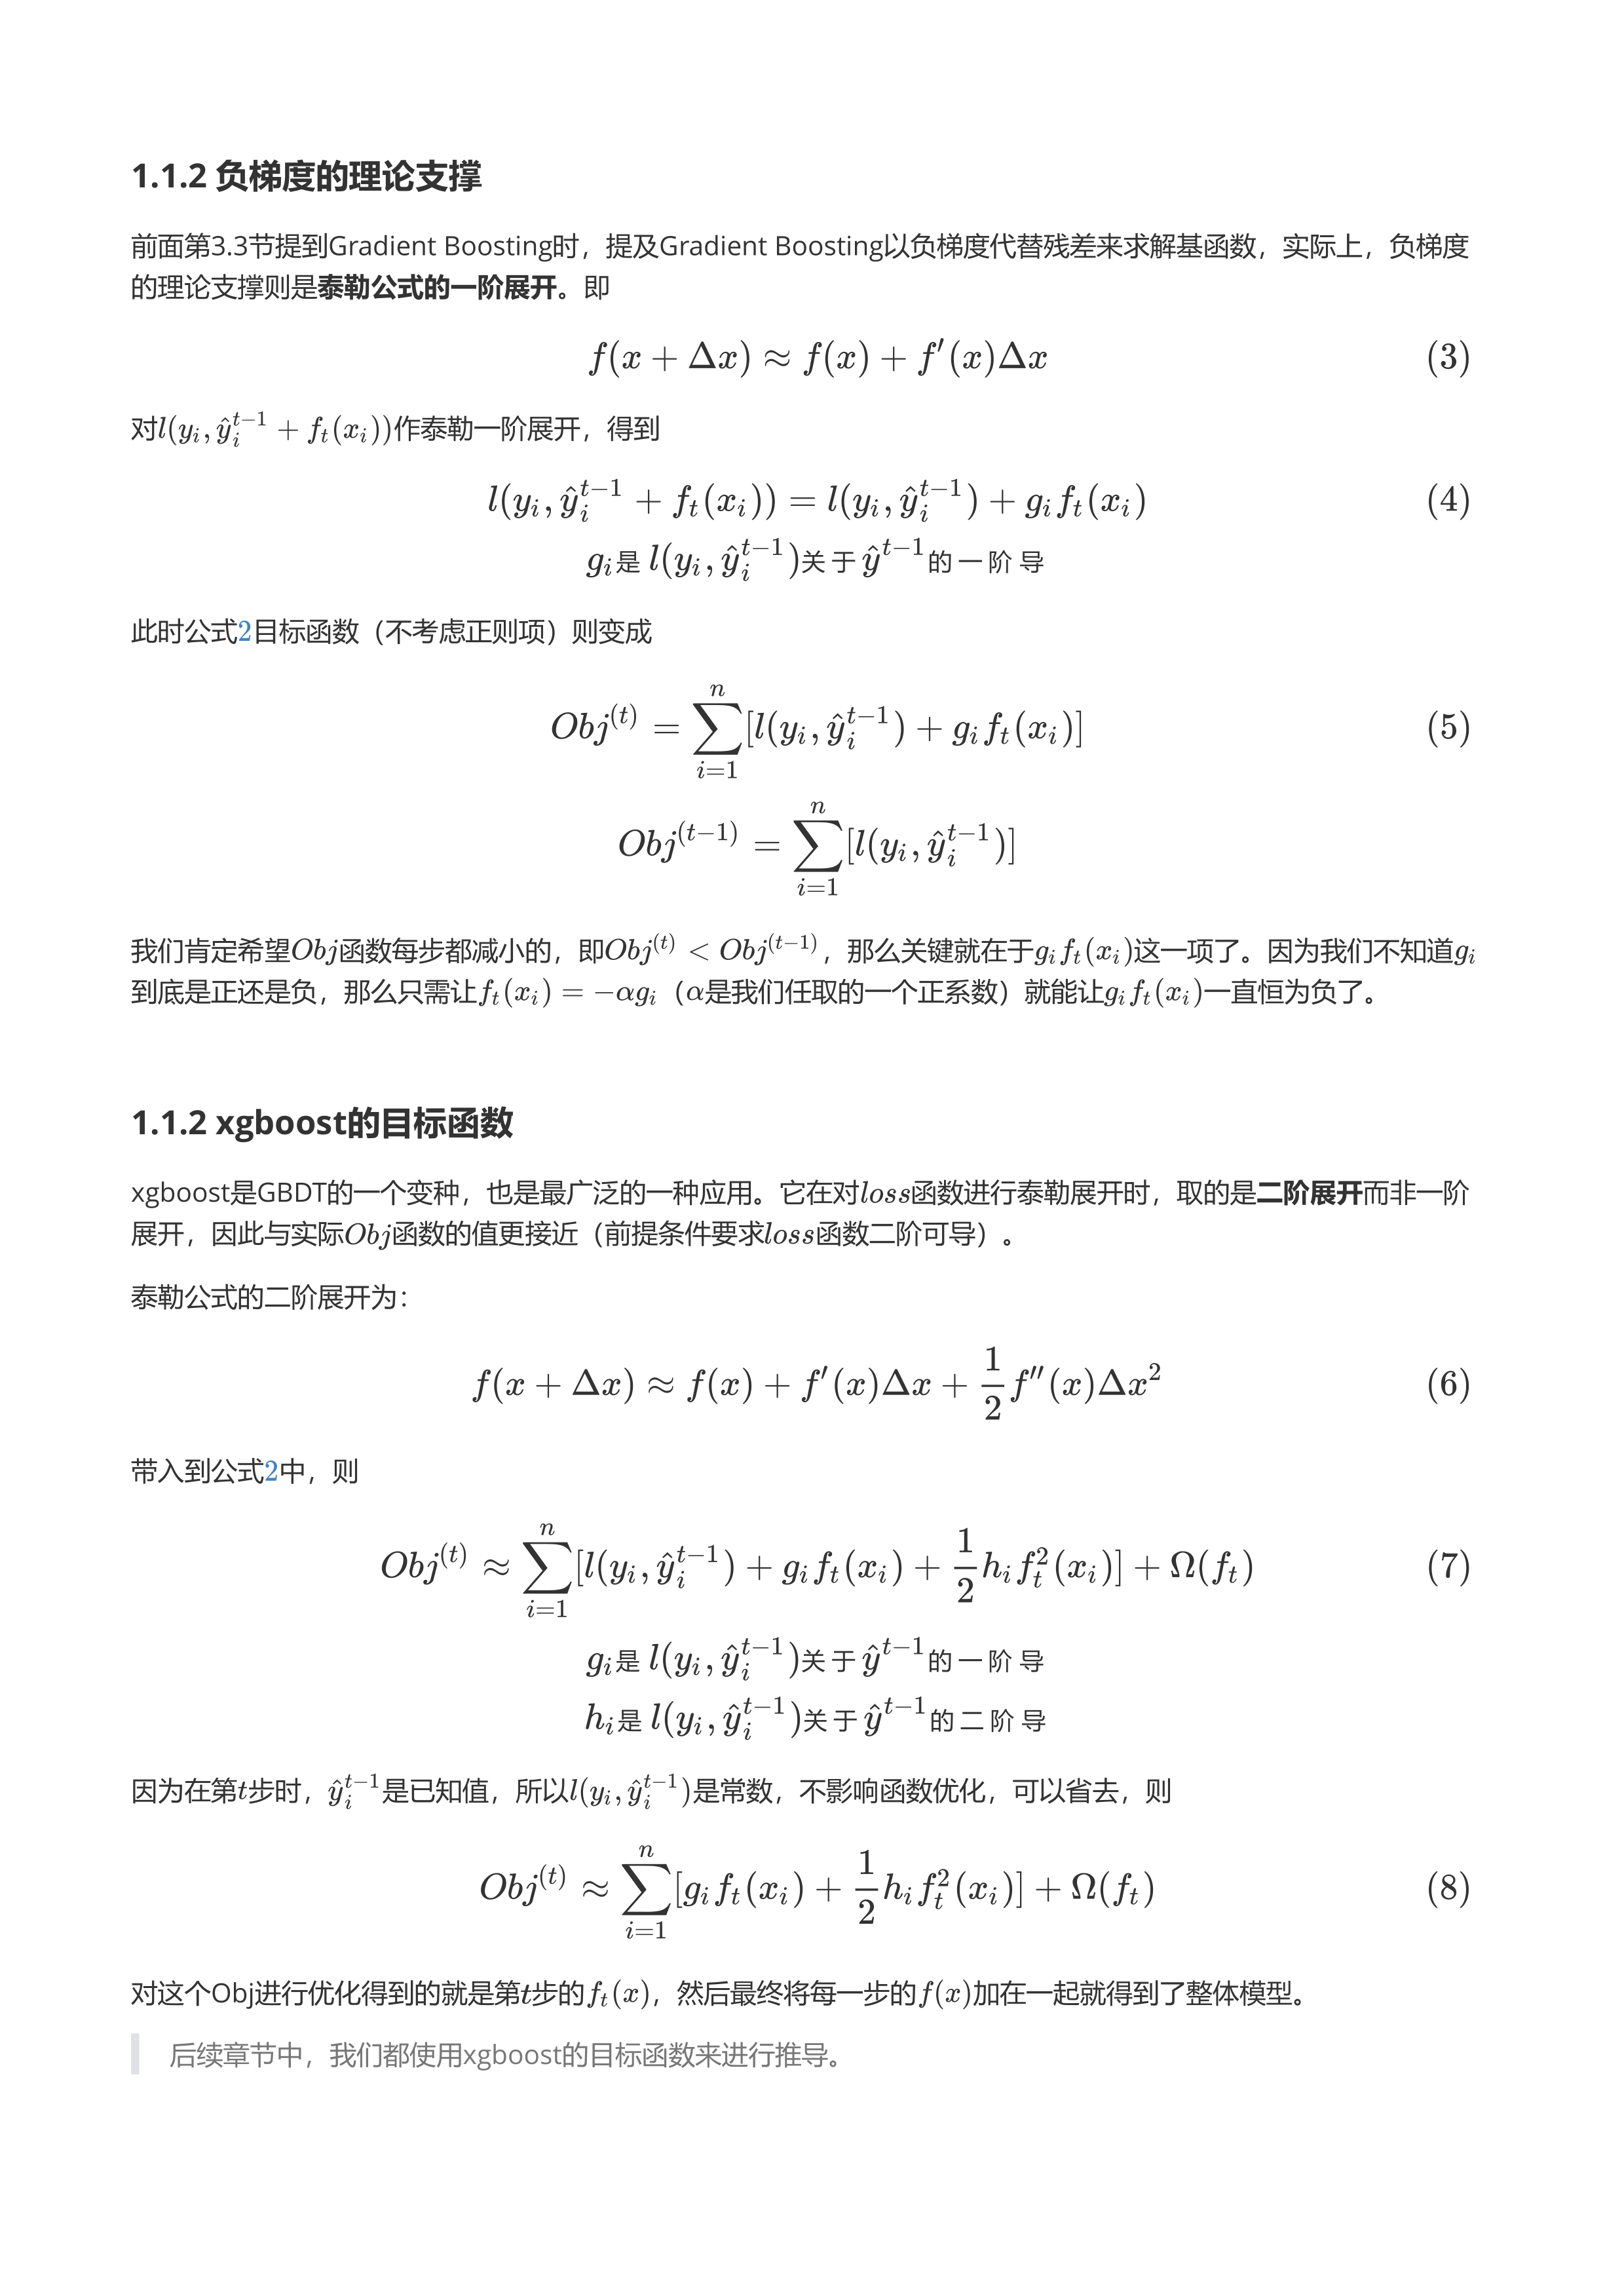 1.1.2 负梯度的理论支撑
前面第3.3节提到Gradient Boosting时，提及Gradient Boosting以负梯度代替残差来求解基函数，实际上，负梯度
的理论支撑则是泰勒公式的一阶展开。即
$f(x + \Delta x) \approx f(x) + f'(x)\Delta x$ (3)
对$l(y_i, \hat{y}_i^{t-1} + f_t(x_i))$作泰勒一阶展开，得到
$l(y_i, \hat{y}_i^{t-1} + f_t(x_i)) = l(y_i, \hat{y}_i^{t-1}) + g_i f_t(x_i)$ (4)
$g_i$是 $l(y_i, \hat{y}_i^{t-1})$关于$\hat{y}^{t-1}$的一阶导
此时公式2目标函数（不考虑正则项）则变成
$Obj^{(t)} = \sum_{i=1}^{n} [l(y_i, \hat{y}_i^{t-1}) + g_i f_t(x_i)]$ (5)
$Obj^{(t-1)} = \sum_{i=1}^{n} [l(y_i, \hat{y}_i^{t-1})]$
我们肯定希望$Obj$函数每步都减小的，即$Obj^{(t)} < Obj^{(t-1)}$，那么关键就在于$g_i f_t(x_i)$这一项了。因为我们不知道$g_i$
到底是正还是负，那么只需让$f_t(x_i) = -\alpha g_i$（$\alpha$是我们任取的一个正系数）就能让$g_i f_t(x_i)$一直恒为负了。
1.1.2 xgboost的目标函数
xgboost是GBDT的一个变种，也是最广泛的一种应用。它在对$loss$函数进行泰勒展开时，取的是二阶展开而非一阶
展开，因此与实际$Obj$函数的值更接近（前提条件要求$loss$函数二阶可导）。
泰勒公式的二阶展开为：
$f(x + \Delta x) \approx f(x) + f'(x)\Delta x + \frac{1}{2} f''(x)\Delta x^2$ (6)
带入到公式2中，则
$Obj^{(t)} \approx \sum_{i=1}^{n} [l(y_i, \hat{y}_i^{t-1}) + g_i f_t(x_i) + \frac{1}{2} h_i f_t^2(x_i)] + \Omega(f_t)$ (7)
$g_i$是 $l(y_i, \hat{y}_i^{t-1})$关于$\hat{y}^{t-1}$的一阶导
$h_i$是 $l(y_i, \hat{y}_i^{t-1})$关于$\hat{y}^{t-1}$的二阶导
因为在第$t$步时，$\hat{y}_i^{t-1}$是已知值，所以$l(y_i, \hat{y}_i^{t-1})$是常数，不影响函数优化，可以省去，则
$Obj^{(t)} \approx \sum_{i=1}^{n} [g_i f_t(x_i) + \frac{1}{2} h_i f_t^2(x_i)] + \Omega(f_t)$ (8)
对这个Obj进行优化得到的就是第$t$步的$f_t(x)$，然后最终将每一步的$f(x)$加在一起就得到了整体模型。
后续章节中，我们都使用xgboost的目标函数来进行推导。